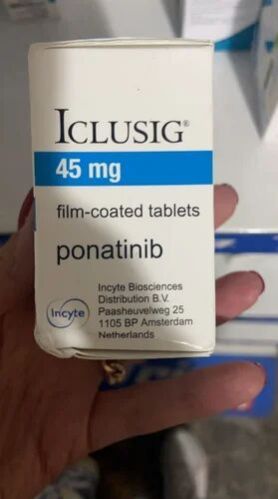 ICLUSIG®
45 mg
film-coated tablets
ponatinib
Incyte Biosciences
Distribution B.V.
Paasheuvelweg 25
1105 BP Amsterdam
Netherlands
Incyte